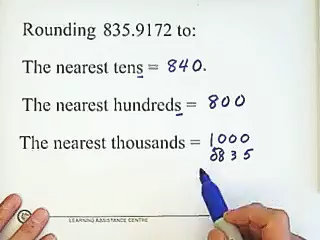 Rounding 835.9172 to:
The nearest tens = 840.
The nearest hundreds = 800
The nearest thousands = 1000
0835
LEARNING ASSISTANCE CENTRE